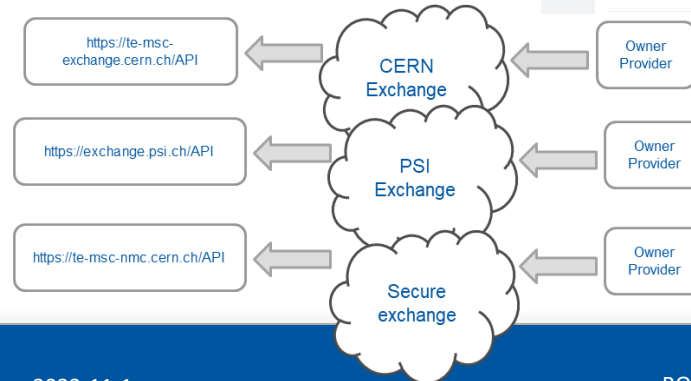 https://te-msc-
exchange.cern.ch/API
CERN
Exchange
Owner
Provider
https://exchange.psi.ch/API
PSI
Exchange
Owner
Provider
https://te-msc-nmc.cern.ch/API
Secure
exchange
Owner
Provider